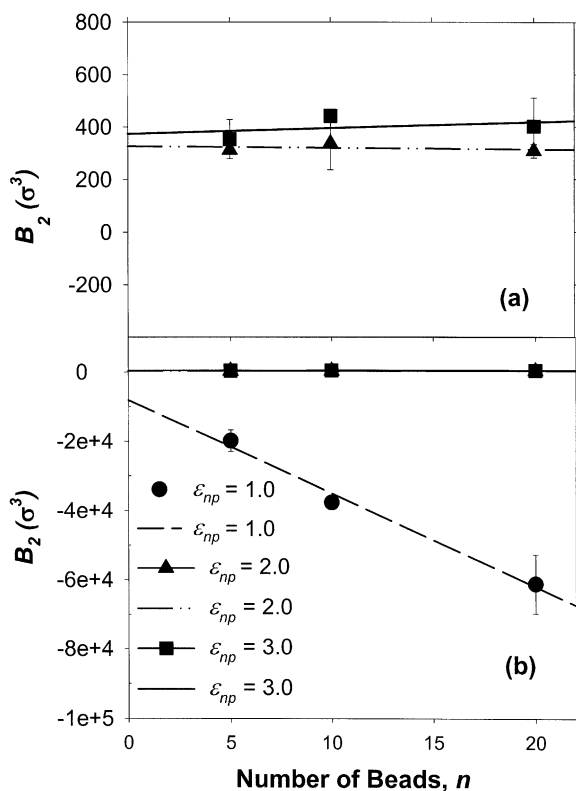 800
600
400
200
0
-200
B₂ (σ³)
(a)
0
-2e+4
-4e+4
-6e+4
-8e+4
-1e+5
B₂ (σ³)
εnp = 1.0
εnp = 1.0
εnp = 2.0
εnp = 2.0
εnp = 3.0
εnp = 3.0
(b)
0 5 10 15 20
Number of Beads, n